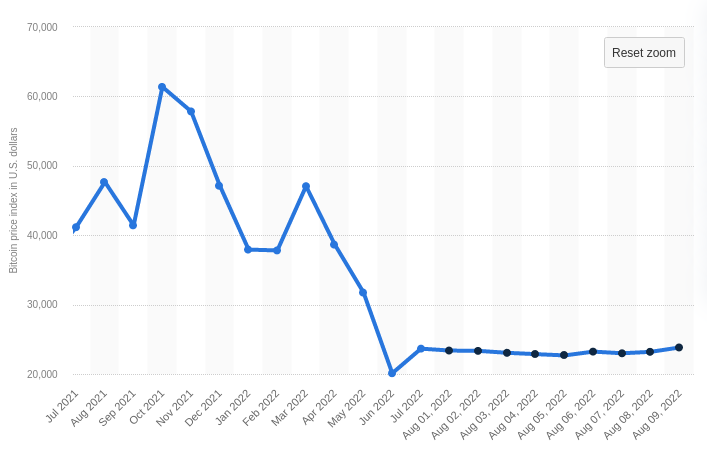 70,000
Reset zoom
60,000
50,000
40,000
30,000
20,000
Bitcoin price index in U.S. dollars
Jul 2021
Aug 2021
Sep 2021
Oct 2021
Nov 2021
Dec 2021
Jan 2022
Feb 2022
Mar 2022
Apr 2022
May 2022
Jun 2022
Jul 2022
Aug 01, 2022
Aug 02, 2022
Aug 03, 2022
Aug 04, 2022
Aug 05, 2022
Aug 06, 2022
Aug 07, 2022
Aug 08, 2022
Aug 09, 2022